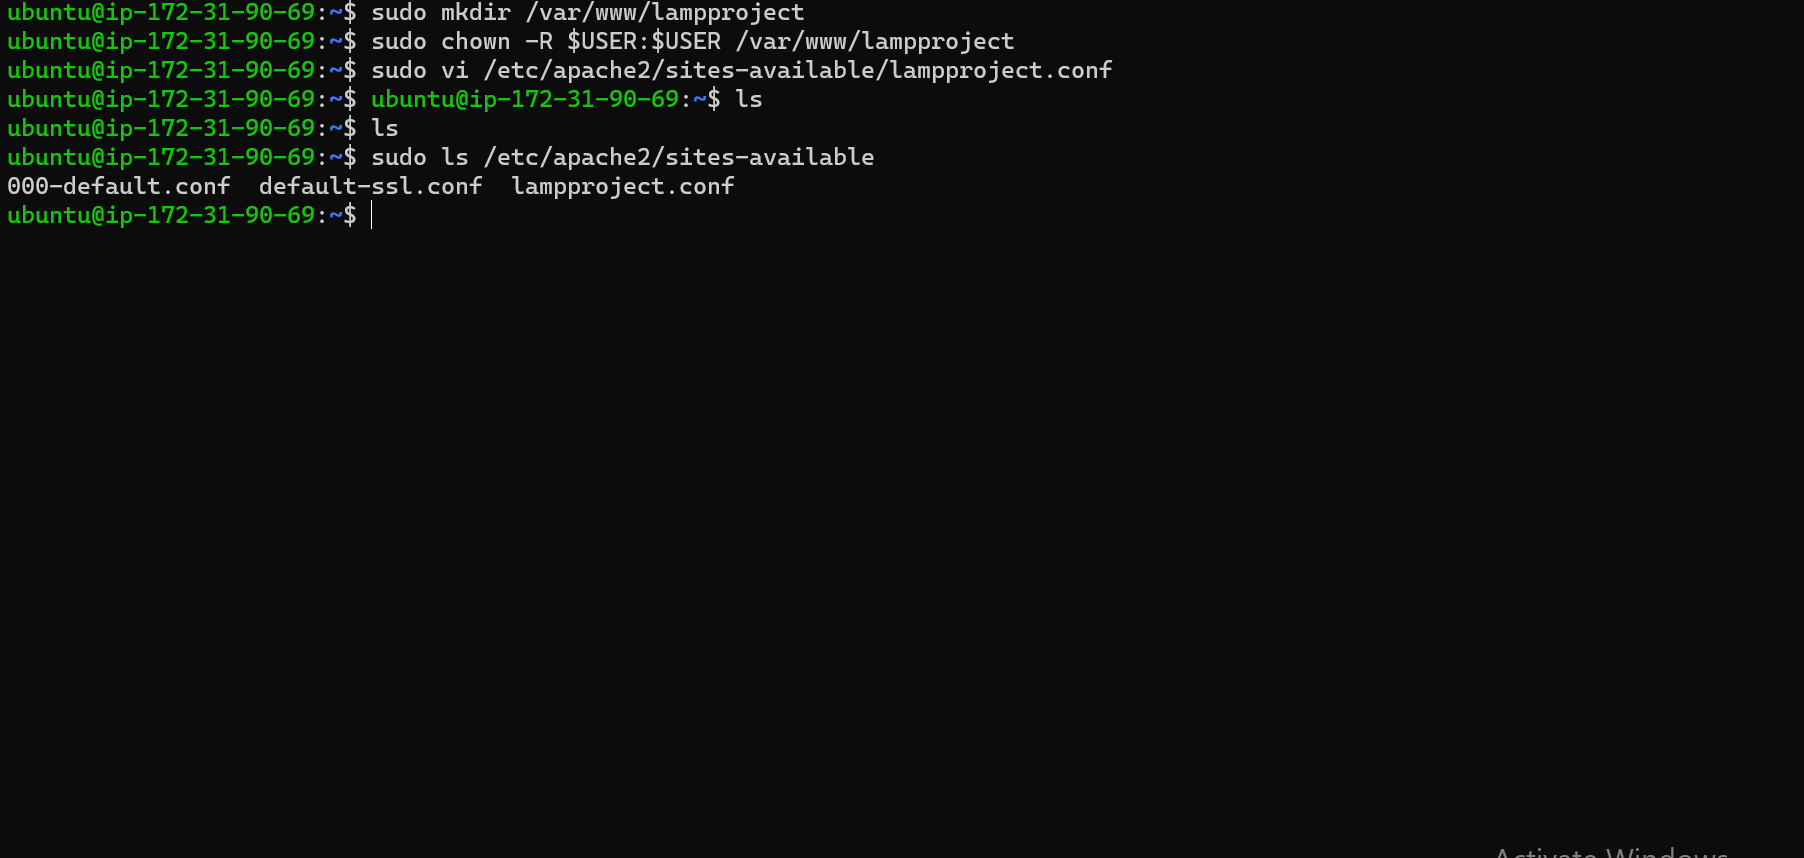 ubuntu@ip-172-31-90-69:~$ sudo mkdir /var/www/lampproject
ubuntu@ip-172-31-90-69:~$ sudo chown -R $USER:$USER /var/www/lampproject
ubuntu@ip-172-31-90-69:~$ sudo vi /etc/apache2/sites-available/lampproject.conf
ubuntu@ip-172-31-90-69:~$ ubuntu@ip-172-31-90-69:~$ ls
ubuntu@ip-172-31-90-69:~$ ls
ubuntu@ip-172-31-90-69:~$ sudo ls /etc/apache2/sites-available
000-default.conf  default-ssl.conf  lampproject.conf
ubuntu@ip-172-31-90-69:~$
Activate Windows